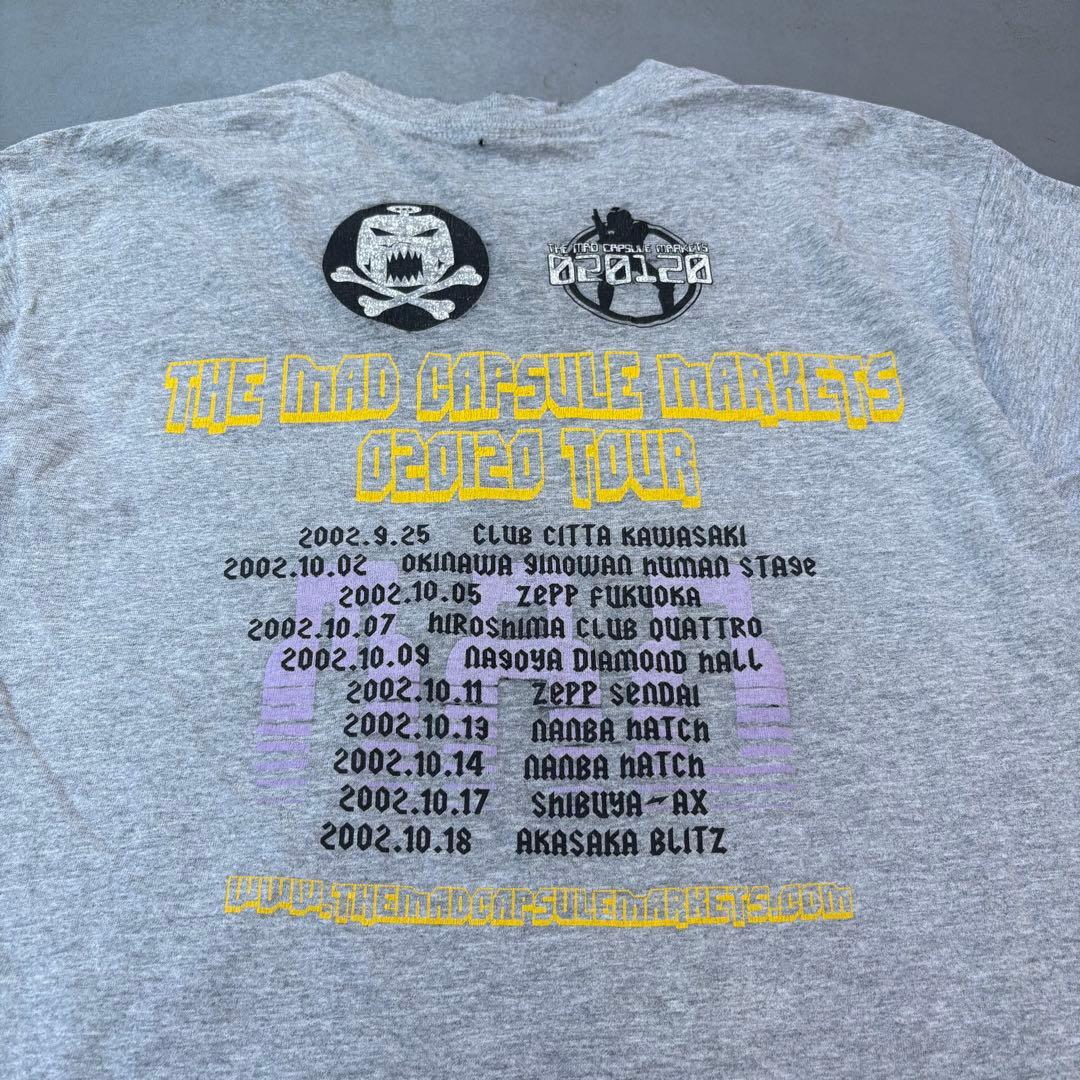 THE MAD CAPSULE MARKETS
020120
THE MAD CAPSULE MARKETS
020120 TOUR
2002.9.25 CLUB CITTA KAWASAKI
2002.10.02 OKINAWA GINOWAN HUMAN STAGE
2002.10.05 ZEPP FUKUOKA
2002.10.07 HIROSHIMA CLUB QUATTRO
2002.10.09 NAGOYA DIAMOND HALL
2002.10.11 ZEPP SENDAI
2002.10.13 NANBA HATCH
2002.10.14 NANBA HATCH
2002.10.17 SHIBUYA-AX
2002.10.18 AKASAKA BLITZ
WWW.THEMADCAPSULEMARKETS.COM